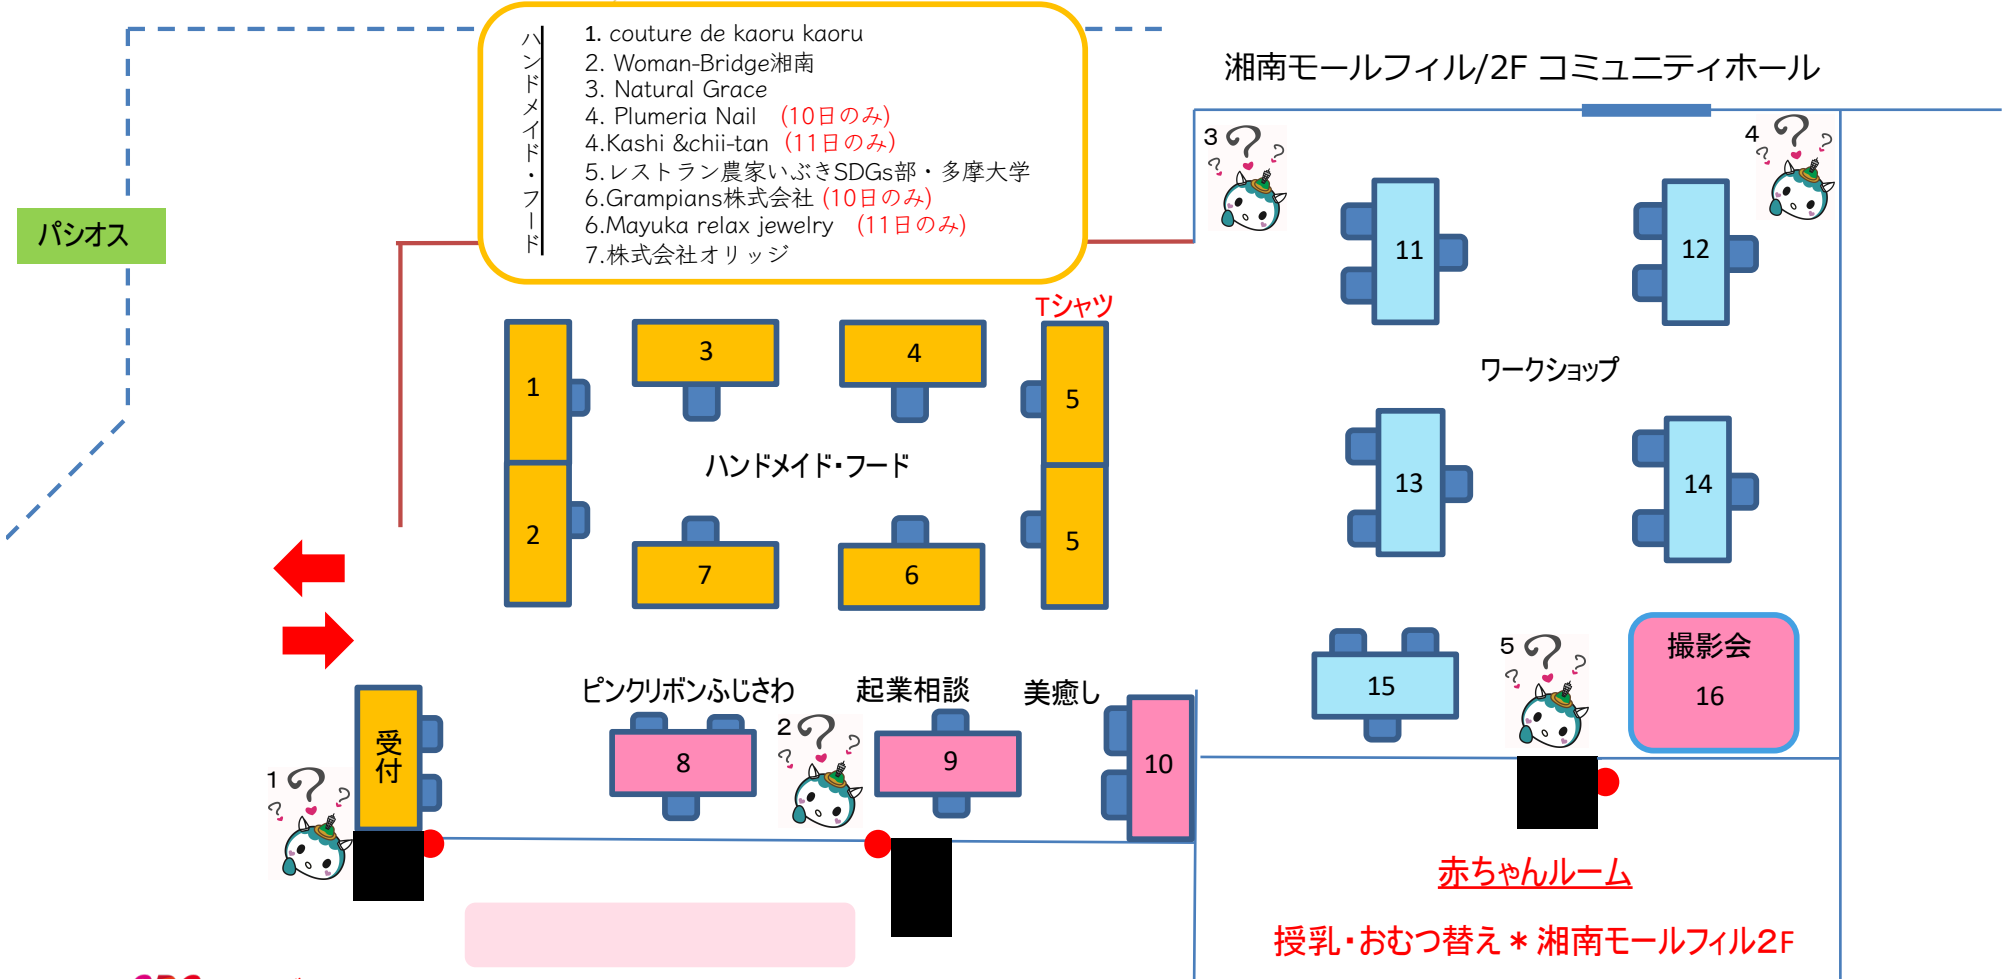 ハンドメイド・フード
1. couture de kaoru kaoru
2. Woman-Bridge湘南
3. Natural Grace
4. Plumeria Nail (10日のみ)
4.Kashi &chii-tan (11日のみ)
5.レストラン農家いぶきSDGs部・多摩大学
6.Grampians株式会社 (10日のみ)
6.Mayuka relax jewelry (11日のみ)
7.株式会社オリッジ
湘南モールフィル/2F コミュニティホール
パシオス
3
4
11
12
Tシャツ
1
3
4
5
ワークショップ
ハンドメイド・フード
2
7
6
5
13
14
ピンクリボンふじさわ
起業相談
美癒し
15
5
撮影会
16
受付
1
8
2
9
10
赤ちゃんルーム
授乳・おむつ替え * 湘南モールフィル2F